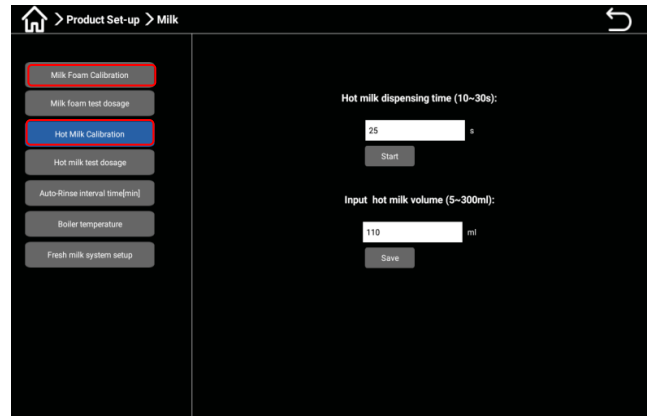 > Product Set-up > Milk
Milk Foam Calibration
Milk foam test dosage
Hot Milk Calibration
Hot milk test dosage
Auto-Rinse interval time[min]
Boiler temperature
Fresh milk system setup
Hot milk dispensing time (10~30s):
25 s
Start
Input hot milk volume (5~300ml):
110 ml
Save